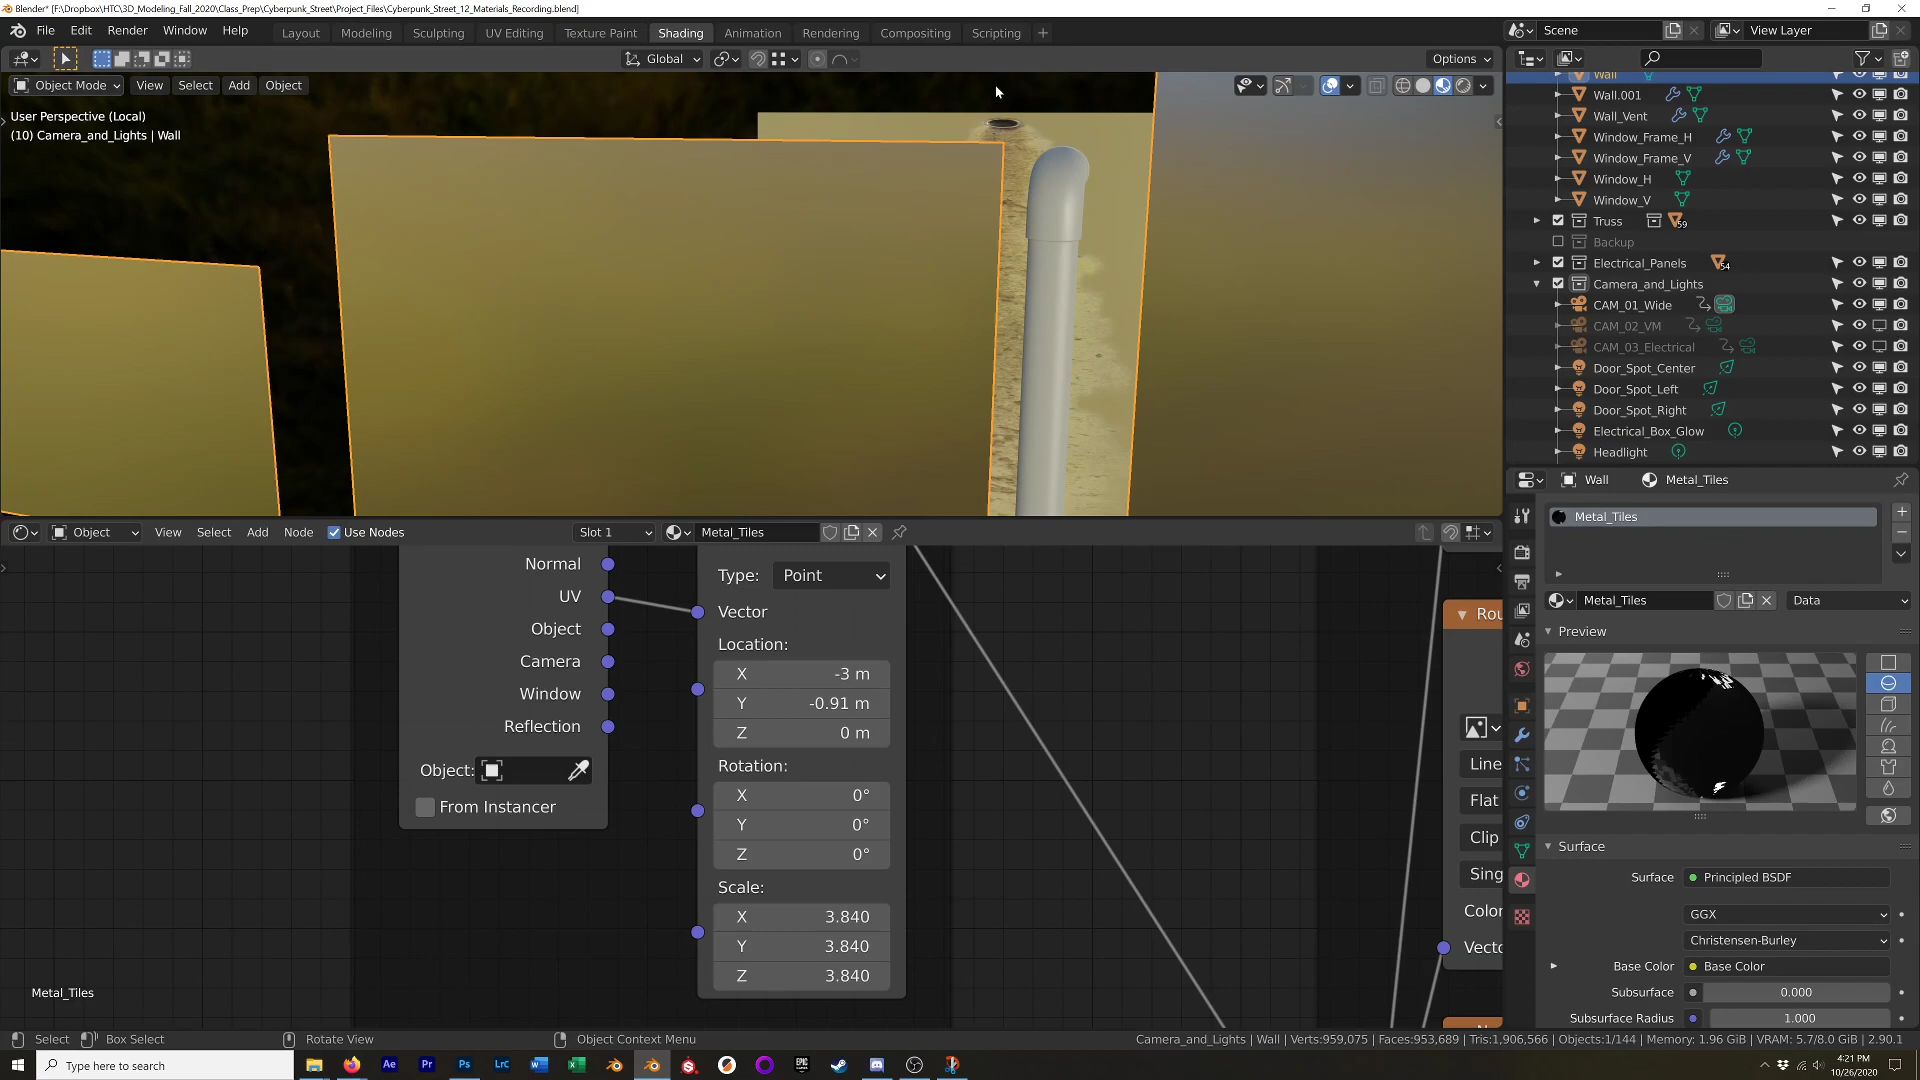 Blender* [F:\Dropbox\HTC\3D_Modeling_Fall_2020\Class_Prep\Cyberpunk_Street\Project_Files\Cyberpunk_Street_12_Materials_Recording.blend]
File Edit Render Window Help
Layout Modeling Sculpting UV Editing Texture Paint Shading Animation Rendering Compositing Scripting
Scene View Layer
Global Options
Object Mode View Select Add Object
User Perspective (Local)
(10) Camera_and_Lights | Wall
Wall
Wall.001
Wall_Vent
Window_Frame_H
Window_Frame_V
Window_H
Window_V
Truss 59
Backup
Electrical_Panels 54
Camera_and_Lights
CAM_01_Wide
CAM_02_VM
CAM_03_Electrical
Door_Spot_Center
Door_Spot_Left
Door_Spot_Right
Electrical_Box_Glow
Headlight
Wall Metal_Tiles
Metal_Tiles
Metal_Tiles Data
Preview
Surface
Surface Principled BSDF
GGX
Christensen-Burley
Base Color Base Color
Subsurface 0.000
Subsurface Radius 1.000
Object View Select Add Node Use Nodes Slot 1 Metal_Tiles
Normal
UV
Object
Camera
Window
Reflection
Object:
From Instancer
Type: Point
Vector
Location:
X -3 m
Y -0.91 m
Z 0 m
Rotation:
X 0°
Y 0°
Z 0°
Scale:
X 3.840
Y 3.840
Z 3.840
Rou
Line
Flat
Clip
Sing
Color
Vecto
Metal_Tiles
Select Box Select Rotate View Object Context Menu
Camera_and_Lights | Wall | Verts:959,075 | Faces:953,689 | Tris:1,906,566 | Objects:1/144 | Memory: 1.96 GiB | VRAM: 5.7/8.0 GiB | 2.90.1
Type here to search
Ae Pr Ps Lrc
EPIC
4:21 PM
10/26/2020